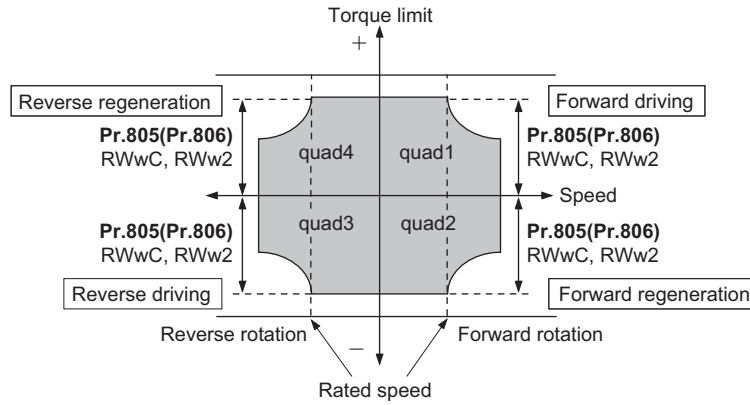 Torque limit
+
Reverse regeneration
Forward driving
Pr.805(Pr.806)
RWwC, RWw2
quad4
quad1
Pr.805(Pr.806)
RWwC, RWw2
Speed
Pr.805(Pr.806)
RWwC, RWw2
quad3
quad2
Pr.805(Pr.806)
RWwC, RWw2
Reverse driving
Forward regeneration
Reverse rotation
−
Forward rotation
Rated speed